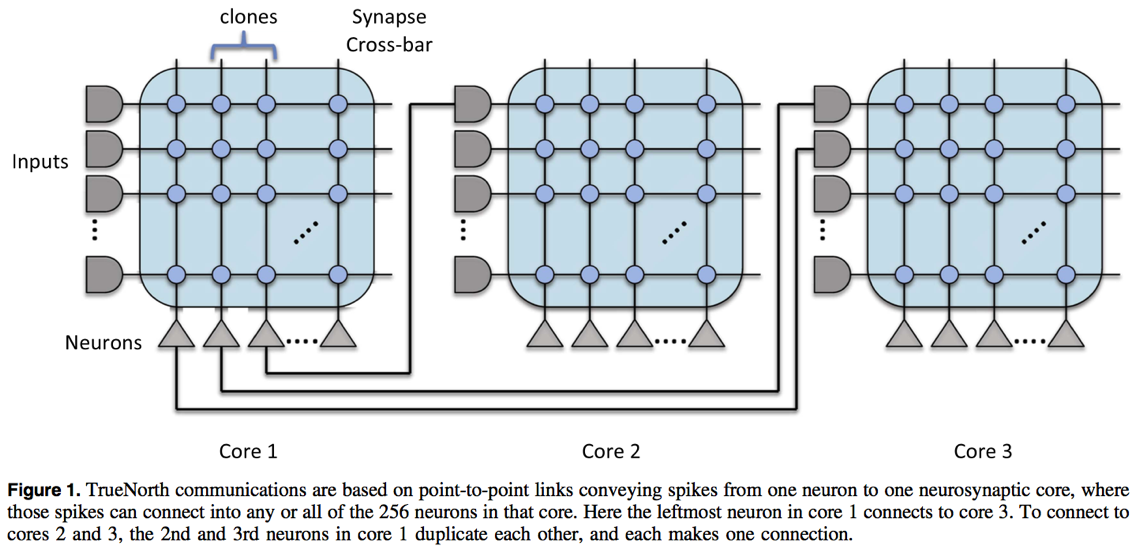 clones
Synapse
Cross-bar
Inputs
Neurons
Core 1
Core 2
Core 3
Figure 1. TrueNorth communications are based on point-to-point links conveying spikes from one neuron to one neurosynaptic core, where
those spikes can connect into any or all of the 256 neurons in that core. Here the leftmost neuron in core 1 connects to core 3. To connect to
cores 2 and 3, the 2nd and 3rd neurons in core 1 duplicate each other, and each makes one connection.